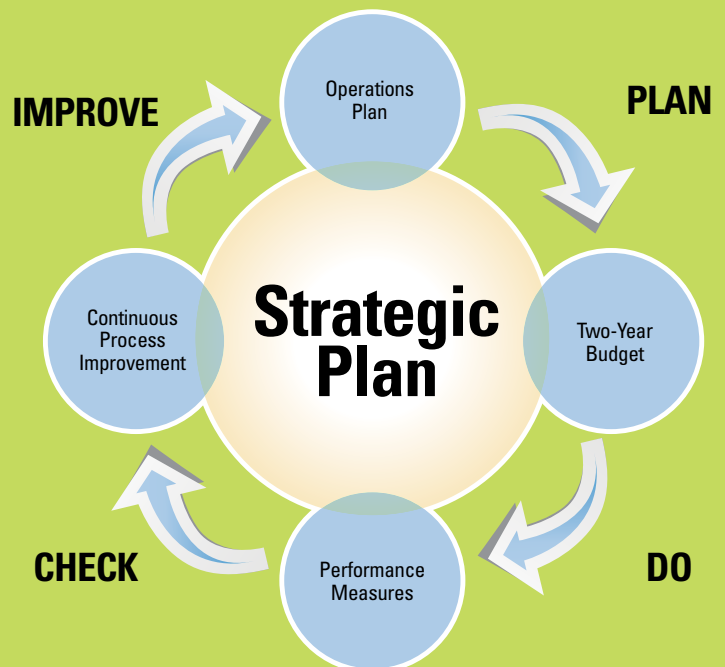 IMPROVE
Operations
Plan
PLAN
Continuous
Process
Improvement
Strategic
Plan
Two-Year
Budget
CHECK
Performance
Measures
DO